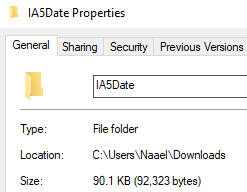 IA5Date Properties
General Sharing Security Previous Versions
IA5Date
Type: File folder
Location: C:\Users\Naael\Downloads
Size: 90.1 KB (92,323 bytes)